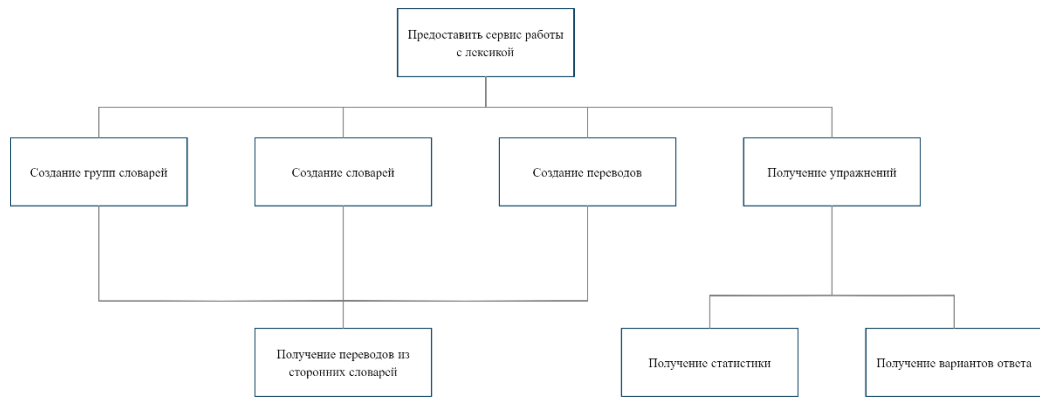 Предоставить сервис работы
с лексикой
Создание групп словарей
Создание словарей
Создание переводов
Получение упражнений
Получение переводов из
сторонних словарей
Получение статистики
Получение вариантов ответа